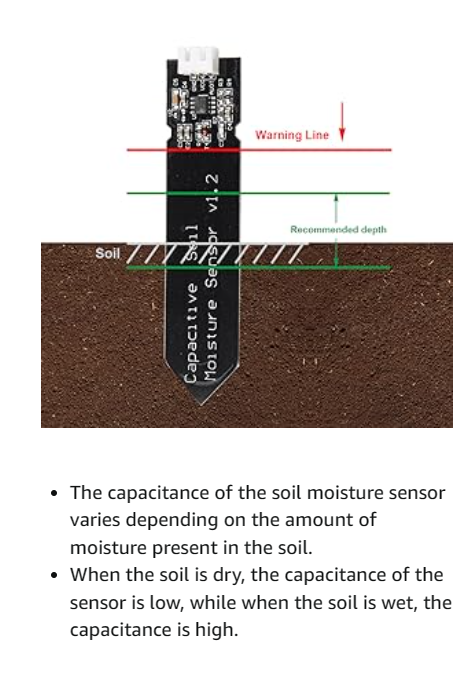 Warning Line
Recommended depth
Soil
Capacitive Soil
Moisture Sensor v1.2
• The capacitance of the soil moisture sensor
varies depending on the amount of
moisture present in the soil.
• When the soil is dry, the capacitance of the
sensor is low, while when the soil is wet, the
capacitance is high.